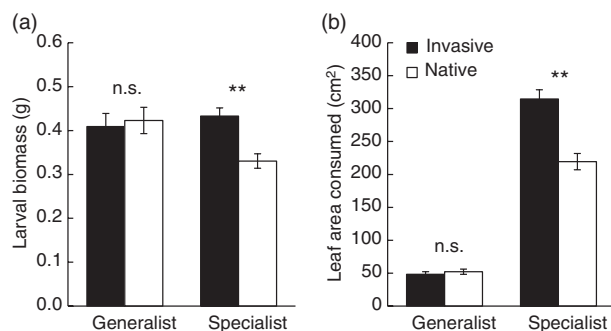 (a)
Larval biomass (g)
0.6
0.5
0.4
0.3
0.2
0.1
0.0
n.s.
**
Generalist Specialist
(b)
Leaf area consumed (cm²)
400
350
300
250
200
150
100
50
0
Invasive
Native
n.s.
**
Generalist Specialist